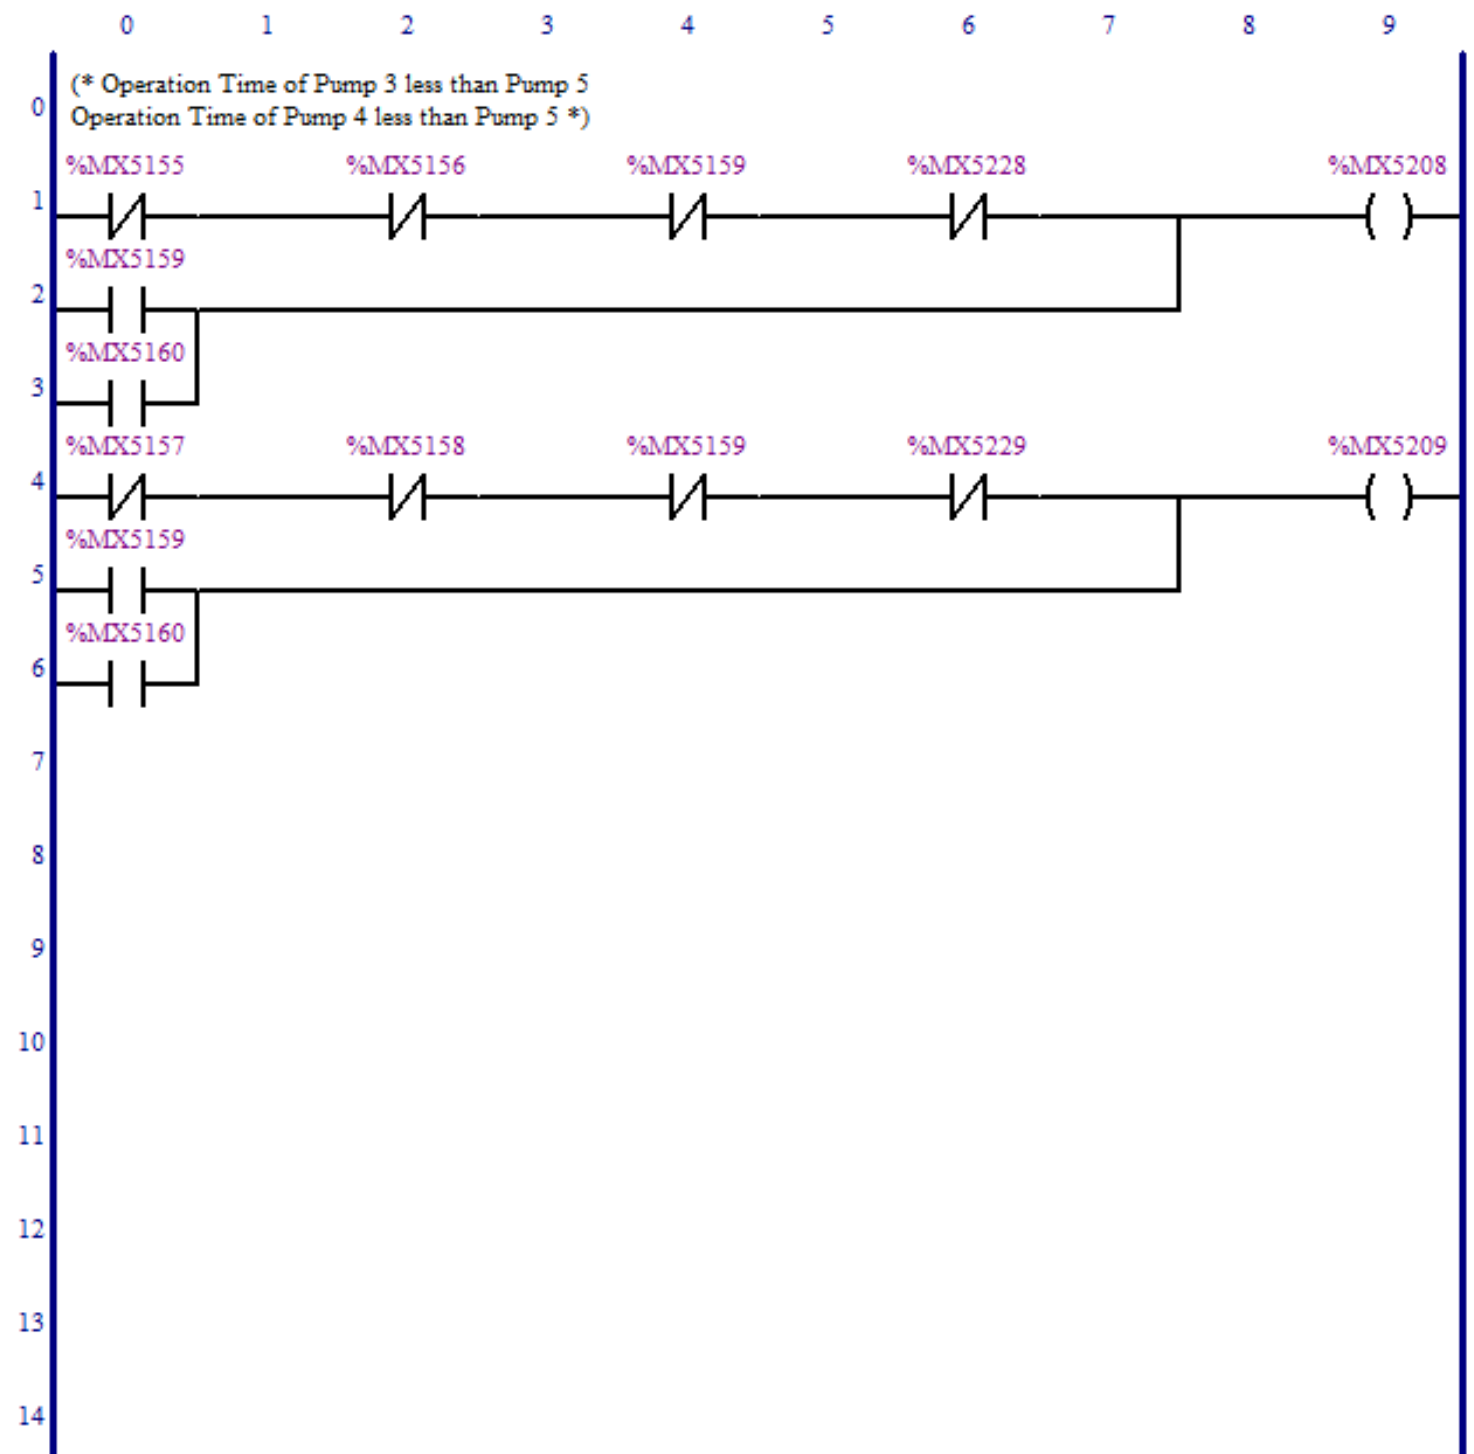 0 1 2 3 4 5 6 7 8 9
(* Operation Time of Pump 3 less than Pump 5
0
Operation Time of Pump 4 less than Pump 5 *)
%MX5155 %MX5156 %MX5159 %MX5228 %MX5208
1
%MX5159
2
%MX5160
3
%MX5157 %MX5158 %MX5159 %MX5229 %MX5209
4
%MX5159
5
%MX5160
6
7
8
9
10
11
12
13
14